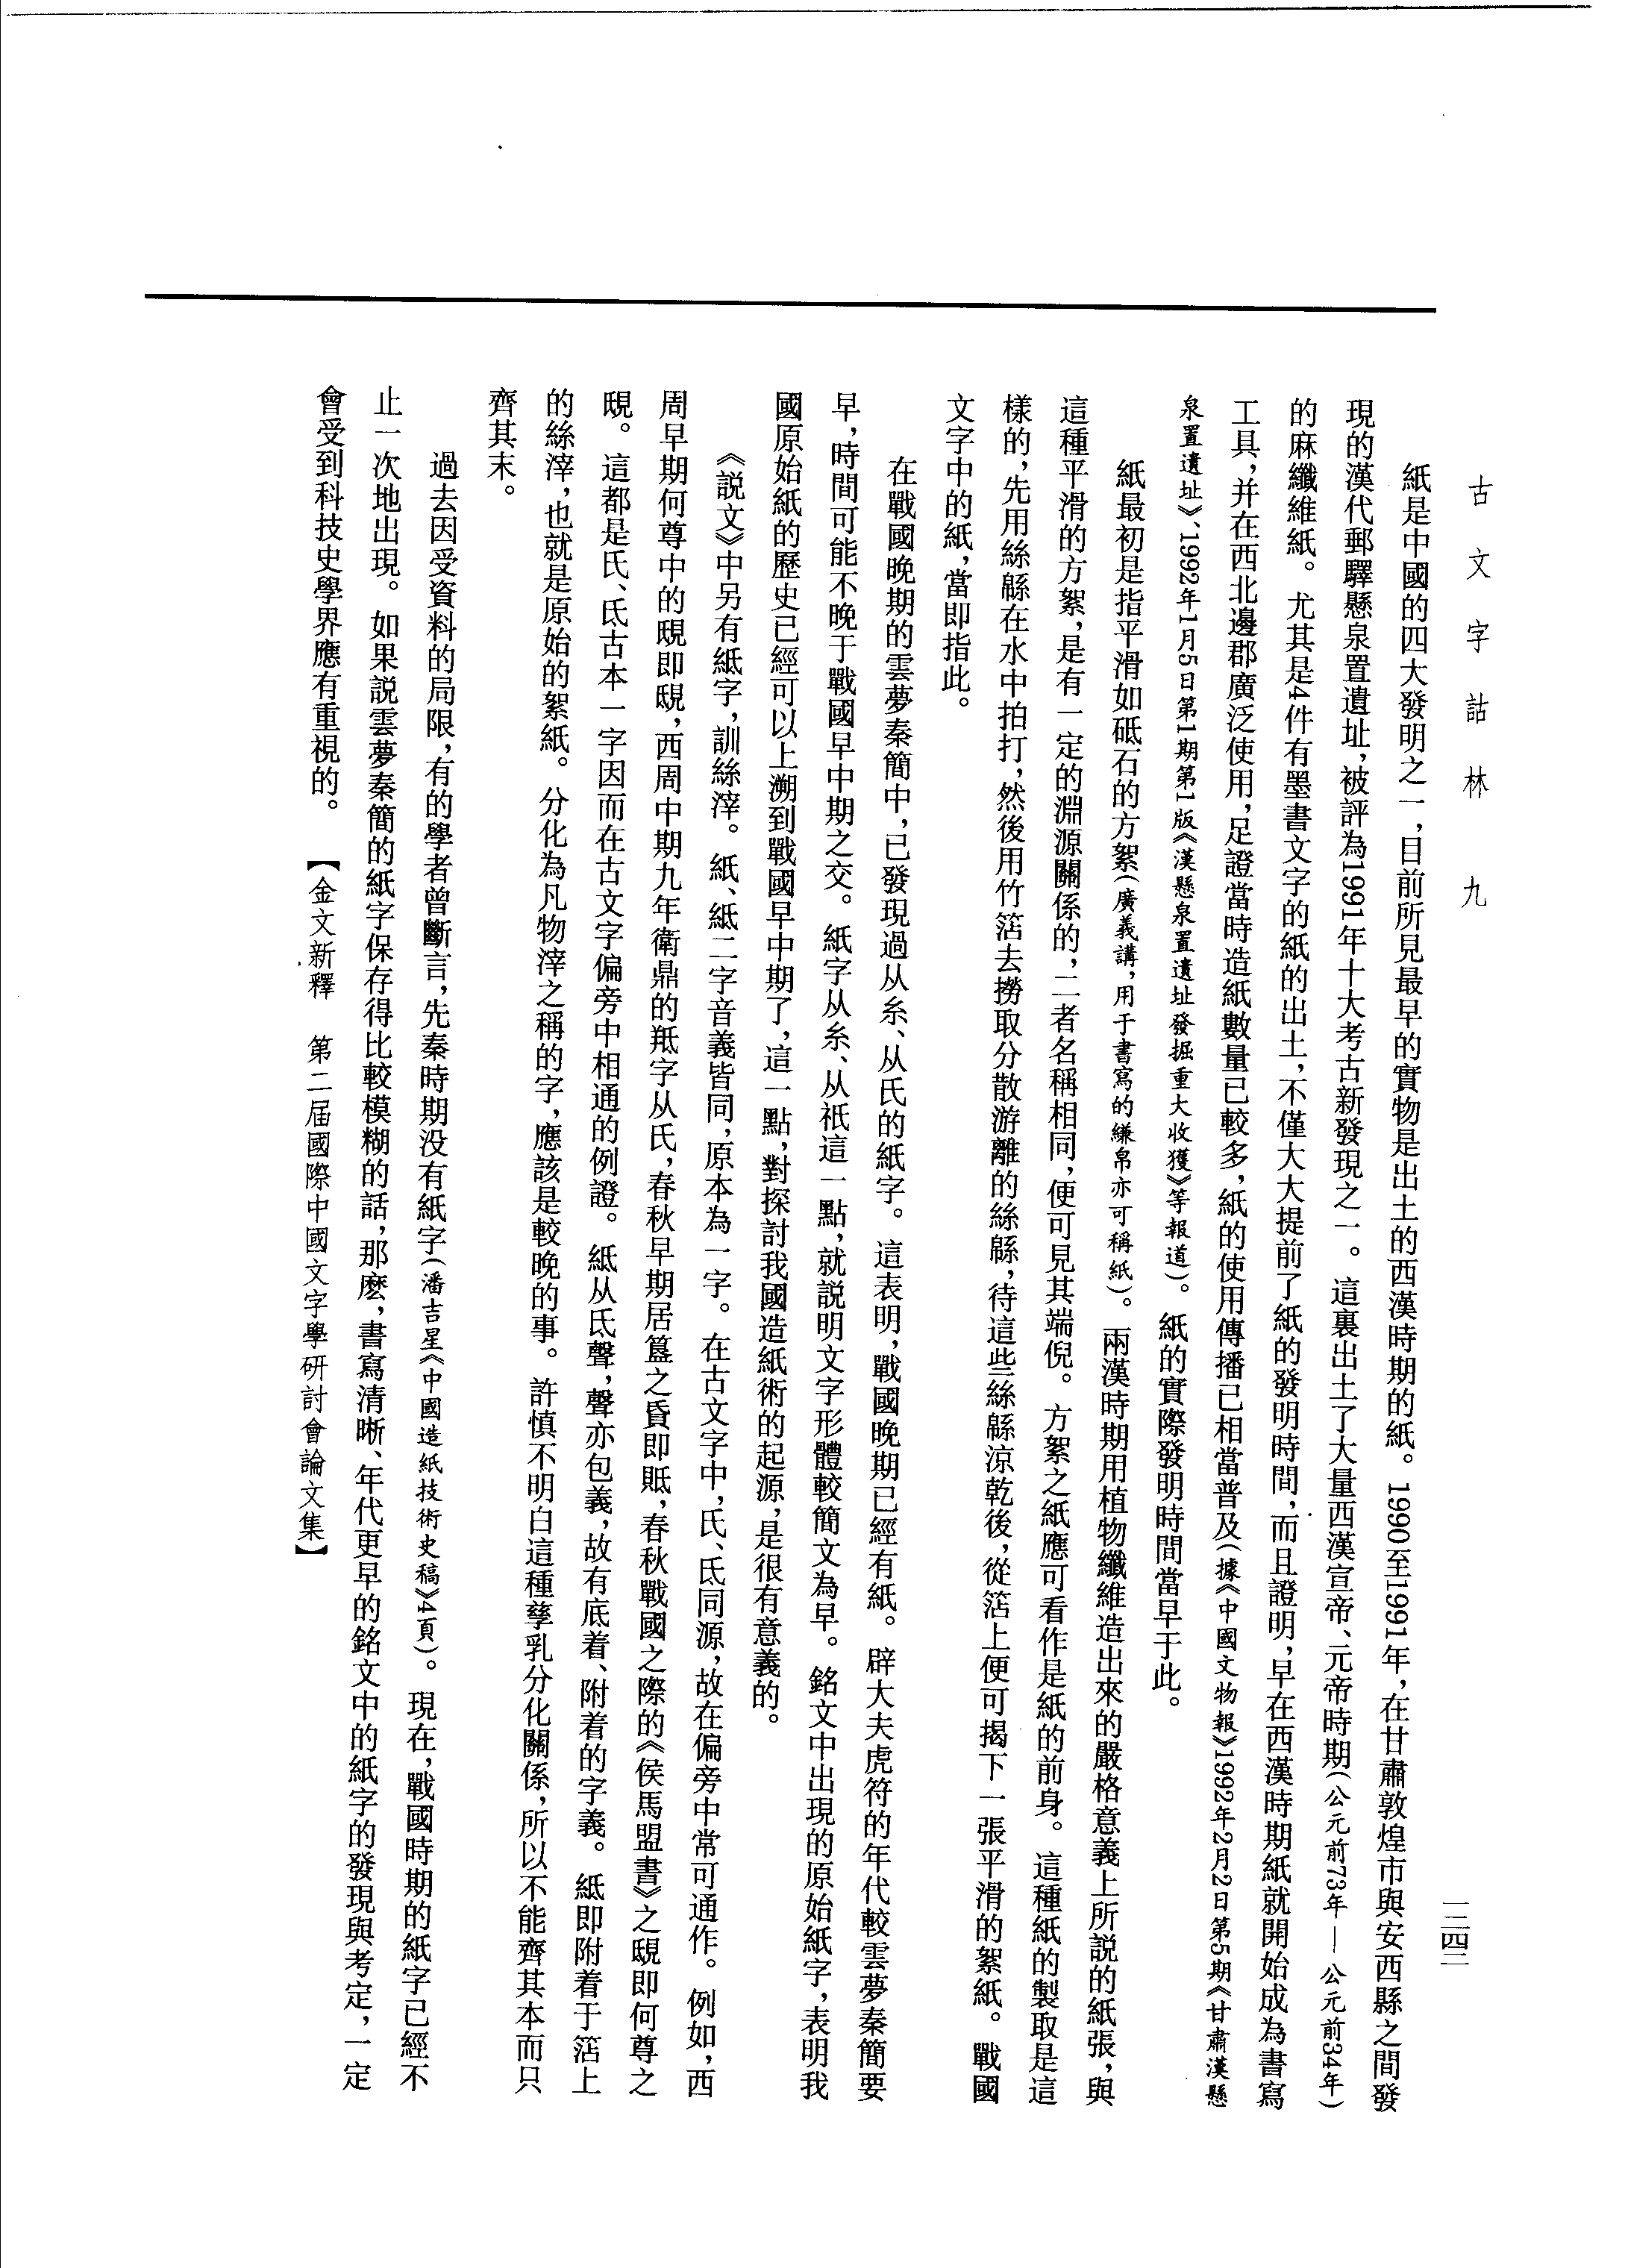 古文字詁林 九
一二四二
紙是中國的四大發明之一，目前所見最早的實物是出土的西漢時期的紙。1990至1991年，在甘肅敦煌市與安西縣之間發
現的漢代郵驛懸泉置遺址，被評為1991年十大考古新發現之一。這裏出土了大量西漢宣帝、元帝時期（公元前73年—公元前34年）
的麻纖維紙。尤其是4件有墨書文字的紙的出土，不僅大大提前了紙的發明時間，而且證明，早在西漢時期紙就開始成為書寫
工具，并在西北邊郡廣泛使用，足證當時造紙數量已較多，紙的使用傳播已相當普及（據《中國文物報》1992年2月2日第5期《甘肅漢懸
泉置遺址》、1992年1月5日第1期第1版《漢懸泉置遺址發掘重大收獲》等報道）。紙的實際發明時間當早于此。
紙最初是指平滑如砥石的方絮（廣義講，用于書寫的縑帛亦可稱紙）。兩漢時期用植物纖維造出來的嚴格意義上所説的紙張，與
這種平滑的方絮，是有一定的淵源關係的，二者名稱相同，便可見其端倪。方絮之紙應可看作是紙的前身。這種紙的製取是這
樣的，先用絲緜在水中拍打，然後用竹箔去撈取分散游離的絲緜，待這些絲緜涼乾後，從箔上便可揭下一張平滑的絮紙。戰國
文字中的紙，當即指此。
在戰國晚期的雲夢秦簡中，已發現過从糸、从氏的紙字。這表明，戰國晚期已經有紙。辟大夫虎符的年代較雲夢秦簡要
早，時間可能不晚于戰國早中期之交。紙字从糸、从祇這一點，就説明文字形體較簡文為早。銘文中出現的原始紙字，表明我
國原始紙的歷史已經可以上溯到戰國早中期了，這一點，對探討我國造紙術的起源，是很有意義的。
《説文》中另有紙字，訓絲滓。紙、紙二字音義皆同，原本為一字。在古文字中，氏、氐同源，故在偏旁中常可通作。例如，西
周早期何尊中的䚕即䚕，西周中期九年衛鼎的羝字从氏，春秋早期居簋之昏即貾，春秋戰國之際的《侯馬盟書》之䚕即何尊之
䚕。這都是氏、氐古本一字因而在古文字偏旁中相通的例證。紙从氐聲，聲亦包義，故有底着、附着的字義。紙即附着于箔上
的絲滓，也就是原始的絮紙。分化為凡物滓之稱的字，應該是較晚的事。許慎不明白這種孳乳分化關係，所以不能齊其本而只
齊其末。
過去因受資料的局限，有的學者曾斷言，先秦時期没有紙字（潘吉星《中國造紙技術史稿》4頁）。現在，戰國時期的紙字已經不
止一次地出現。如果説雲夢秦簡的紙字保存得比較模糊的話，那麽，書寫清晰、年代更早的銘文中的紙字的發現與考定，一定
會受到科技史學界應有重視的。【金文新釋 第二届國際中國文字學研討會論文集】